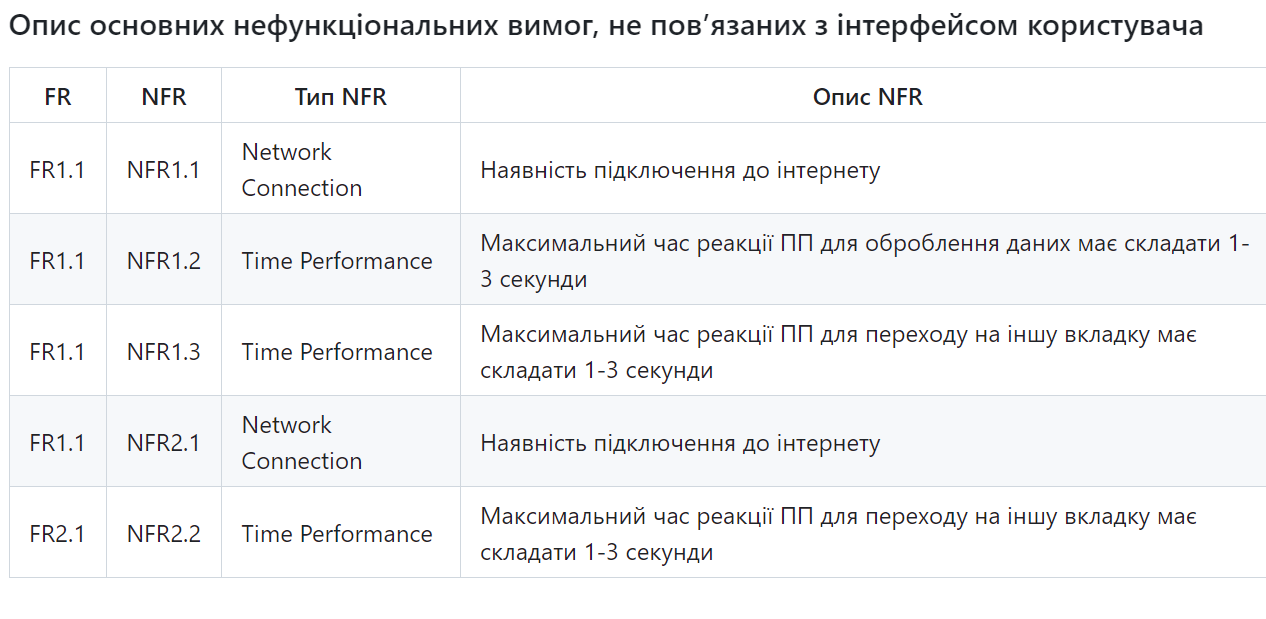 Опис основних нефункціональних вимог, не пов’язаних з інтерфейсом користувача
FR NFR Тип NFR Опис NFR
FR1.1 NFR1.1 Network Connection Наявність підключення до інтернету
FR1.1 NFR1.2 Time Performance Максимальний час реакції ПП для оброблення даних має складати 1-
3 секунди
FR1.1 NFR1.3 Time Performance Максимальний час реакції ПП для переходу на іншу вкладку має
складати 1-3 секунди
FR1.1 NFR2.1 Network Connection Наявність підключення до інтернету
FR2.1 NFR2.2 Time Performance Максимальний час реакції ПП для переходу на іншу вкладку має
складати 1-3 секунди